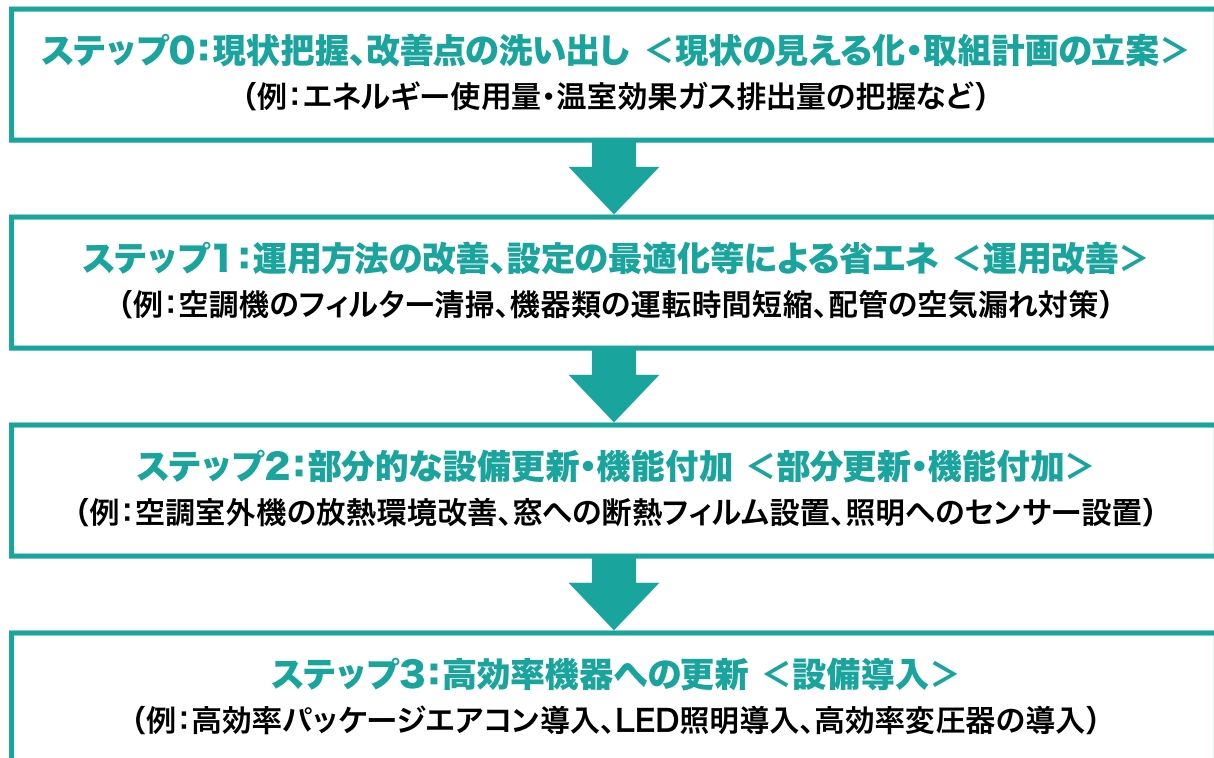 ステップ0：現状把握、改善点の洗い出し ＜現状の見える化・取組計画の立案＞
（例：エネルギー使用量・温室効果ガス排出量の把握など）
ステップ1：運用方法の改善、設定の最適化等による省エネ ＜運用改善＞
（例：空調機のフィルター清掃、機器類の運転時間短縮、配管の空気漏れ対策）
ステップ2：部分的な設備更新・機能付加 ＜部分更新・機能付加＞
（例：空調室外機の放熱環境改善、窓への断熱フィルム設置、照明へのセンサー設置）
ステップ3：高効率機器への更新 ＜設備導入＞
（例：高効率パッケージエアコン導入、LED照明導入、高効率変圧器の導入）